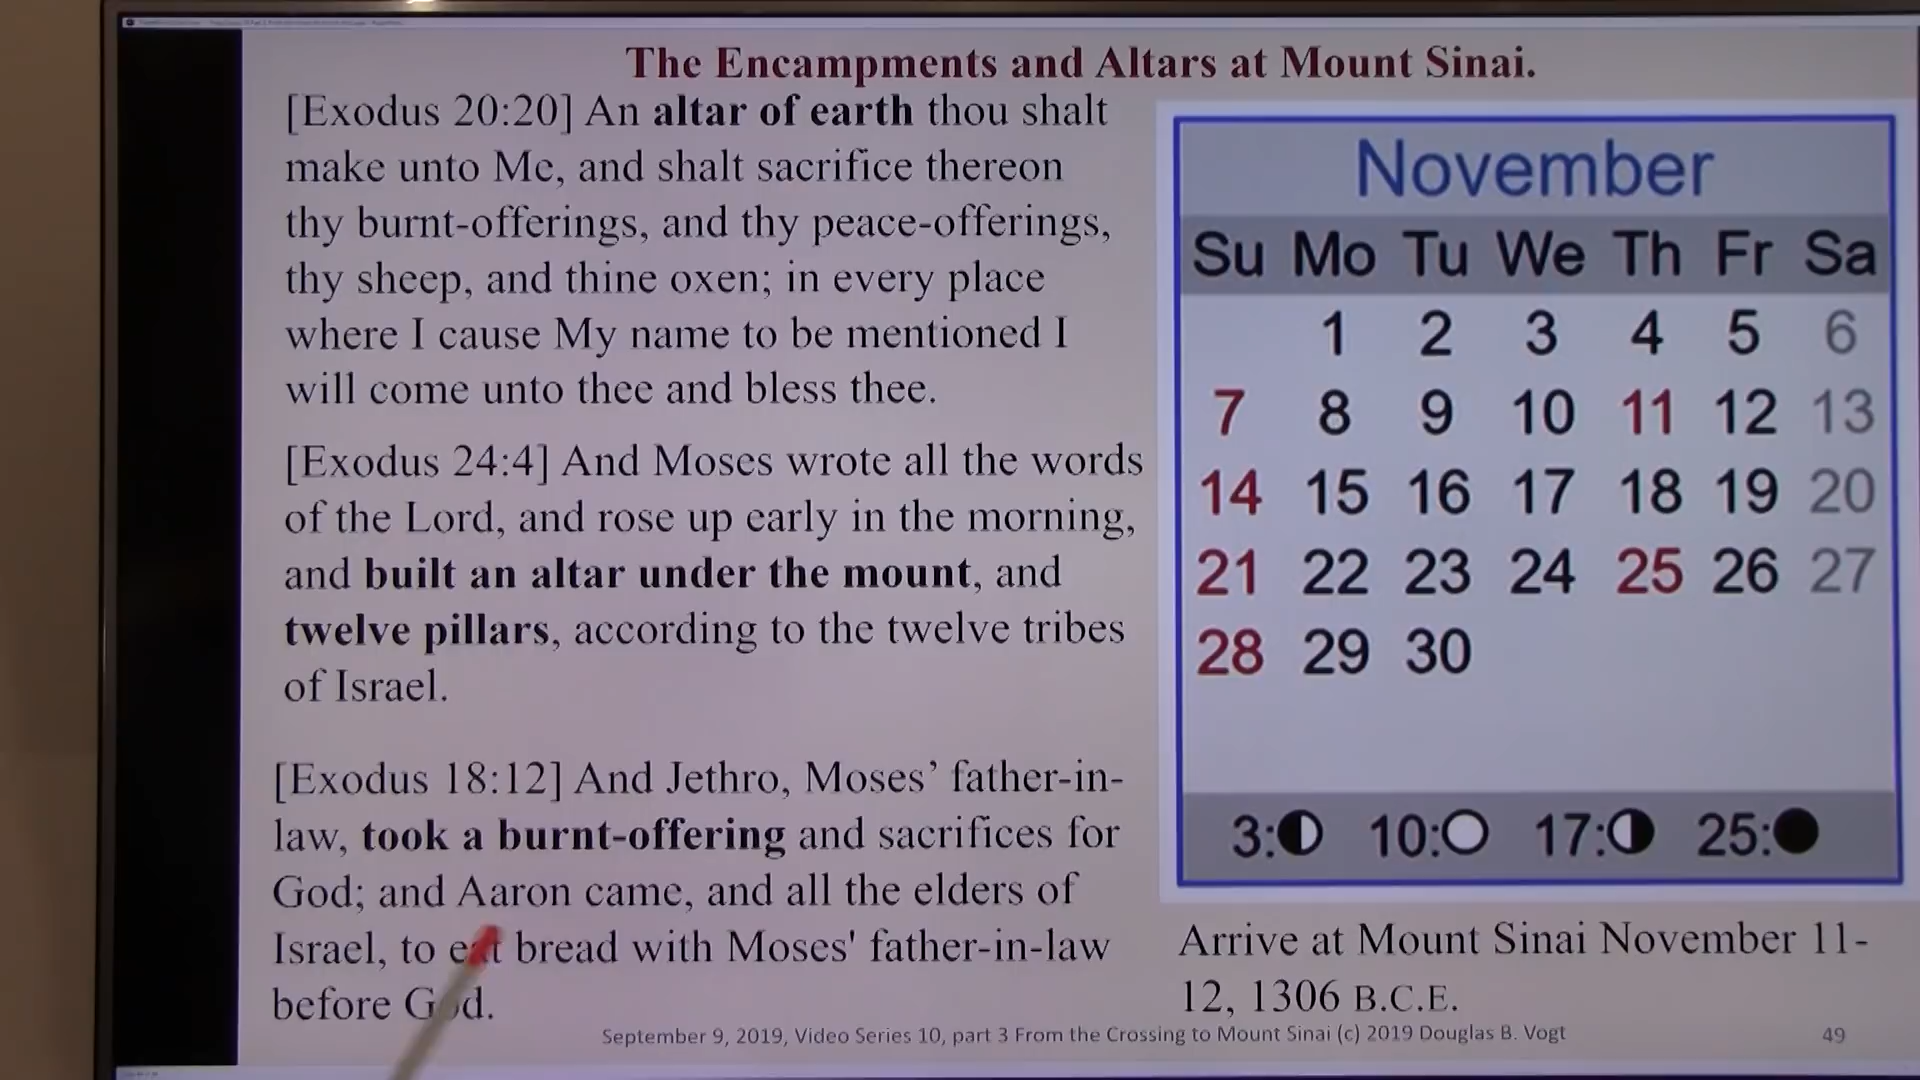 The Encampments and Altars at Mount Sinai.
[Exodus 20:20] An altar of earth thou shalt
make unto Me, and shalt sacrifice thereon
thy burnt-offerings, and thy peace-offerings,
thy sheep, and thine oxen; in every place
where I cause My name to be mentioned I
will come unto thee and bless thee.
[Exodus 24:4] And Moses wrote all the words
of the Lord, and rose up early in the morning,
and built an altar under the mount, and
twelve pillars, according to the twelve tribes
of Israel.
[Exodus 18:12] And Jethro, Moses’ father-in-
law, took a burnt-offering and sacrifices for
God; and Aaron came, and all the elders of
Israel, to eat bread with Moses' father-in-law
before God.
November
Su Mo Tu We Th Fr Sa
1 2 3 4 5 6
7 8 9 10 11 12 13
14 15 16 17 18 19 20
21 22 23 24 25 26 27
28 29 30
3: 10: 17: 25:
Arrive at Mount Sinai November 11-
12, 1306 B.C.E.
September 9, 2019, Video Series 10, part 3 From the Crossing to Mount Sinai (c) 2019 Douglas B. Vogt
49